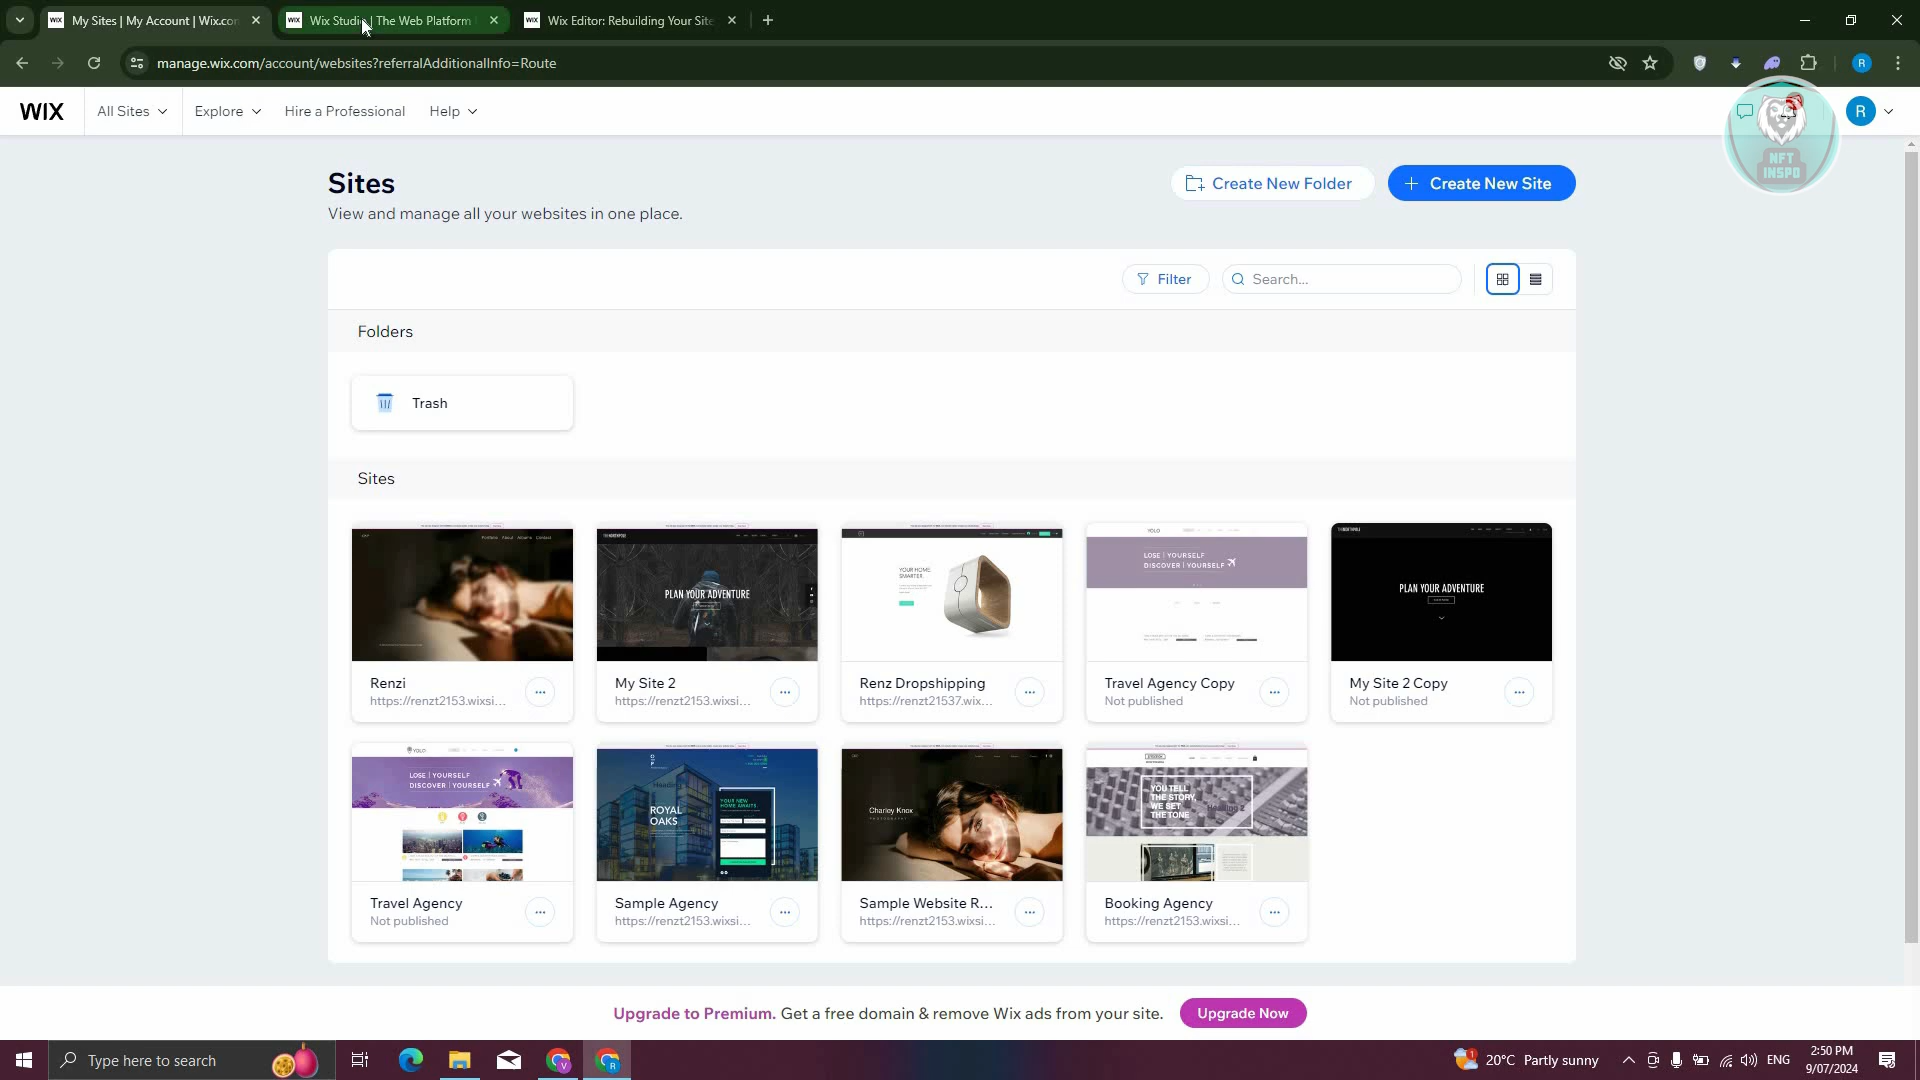 My Sites | My Account | Wix.co
Wix Studio | The Web Platform
Wix Editor: Rebuilding Your Site
manage.wix.com/account/websites?referralAdditionalInfo=Route
R
WIX
All Sites
Explore
Hire a Professional
Help
R
NFT
INSPO
Sites
View and manage all your websites in one place.
Create New Folder
+ Create New Site
Filter
Search...
Folders
Trash
Sites
PLAN YOUR ADVENTURE
YOUR HOME
SMARTER.
YOLO
LOSE | YOURSELF
DISCOVER | YOURSELF
PLAN YOUR ADVENTURE
Renzi
https://renzt2153.wixsi...
My Site 2
https://renzt2153.wixsi...
Renz Dropshipping
https://renzt21537.wix...
Travel Agency Copy
Not published
My Site 2 Copy
Not published
YOLO
LOSE | YOURSELF
DISCOVER | YOURSELF
Heading
ROYAL
OAKS
YOUR NEW
HOME AWAITS.
Charley Knox
PHOTOGRAPHY
YOU TELL
THE STORY,
WE SET
THE TONE
Heading 2
Travel Agency
Not published
Sample Agency
https://renzt2153.wixsi...
Sample Website R...
https://renzt2153.wixsi...
Booking Agency
https://renzt2153.wixsi...
Upgrade to Premium. Get a free domain & remove Wix ads from your site.
Upgrade Now
Type here to search
20°C Partly sunny
ENG
2:50 PM
9/07/2024